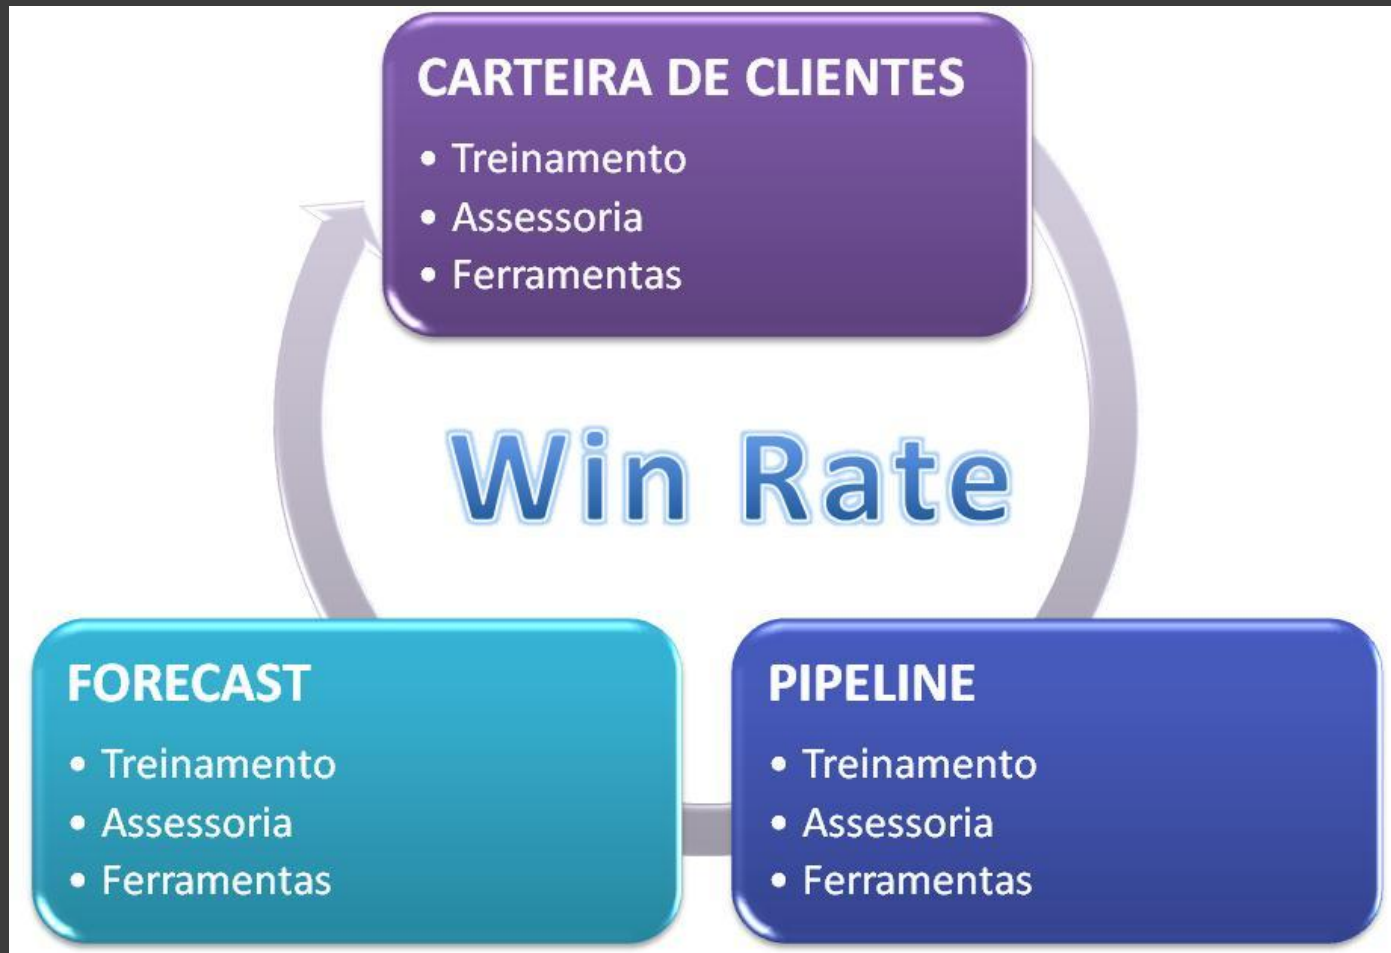 CARTEIRA DE CLIENTES
• Treinamento
• Assessoria
• Ferramentas
Win Rate
FORECAST
• Treinamento
• Assessoria
• Ferramentas
PIPELINE
• Treinamento
• Assessoria
• Ferramentas